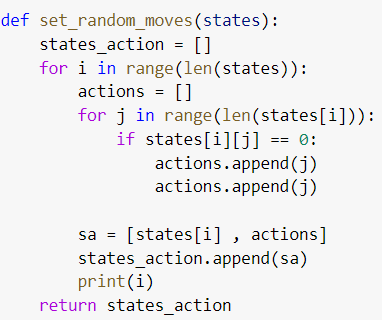 def set_random_moves(states):
    states_action = []
    for i in range(len(states)):
        actions = []
        for j in range(len(states[i])):
            if states[i][j] == 0:
                actions.append(j)
                actions.append(j)

        sa = [states[i] , actions]
        states_action.append(sa)
        print(i)
    return states_action